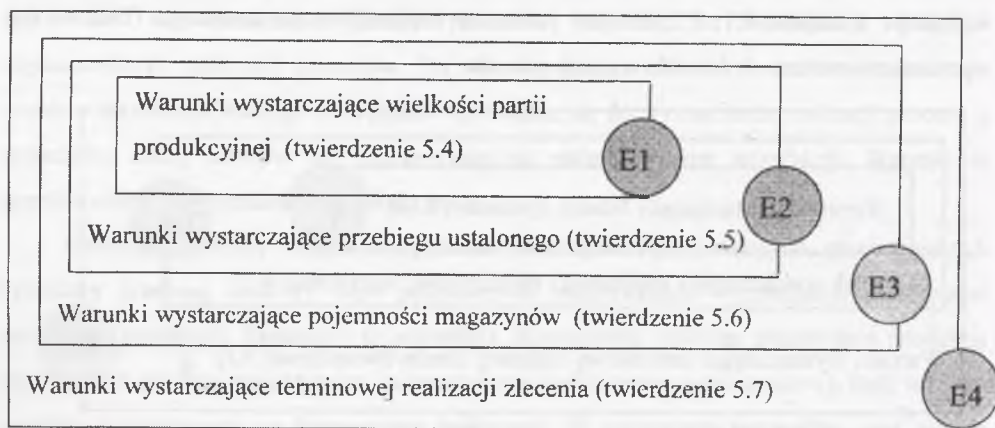 Warunki wystarczające wielkości partii
produkcyjnej (twierdzenie 5.4)
E1
E2
Warunki wystarczające przebiegu ustalonego (twierdzenie 5.5)
E3
Warunki wystarczające pojemności magazynów (twierdzenie 5.6)
Warunki wystarczające terminowej realizacji zlecenia (twierdzenie 5.7)
E4